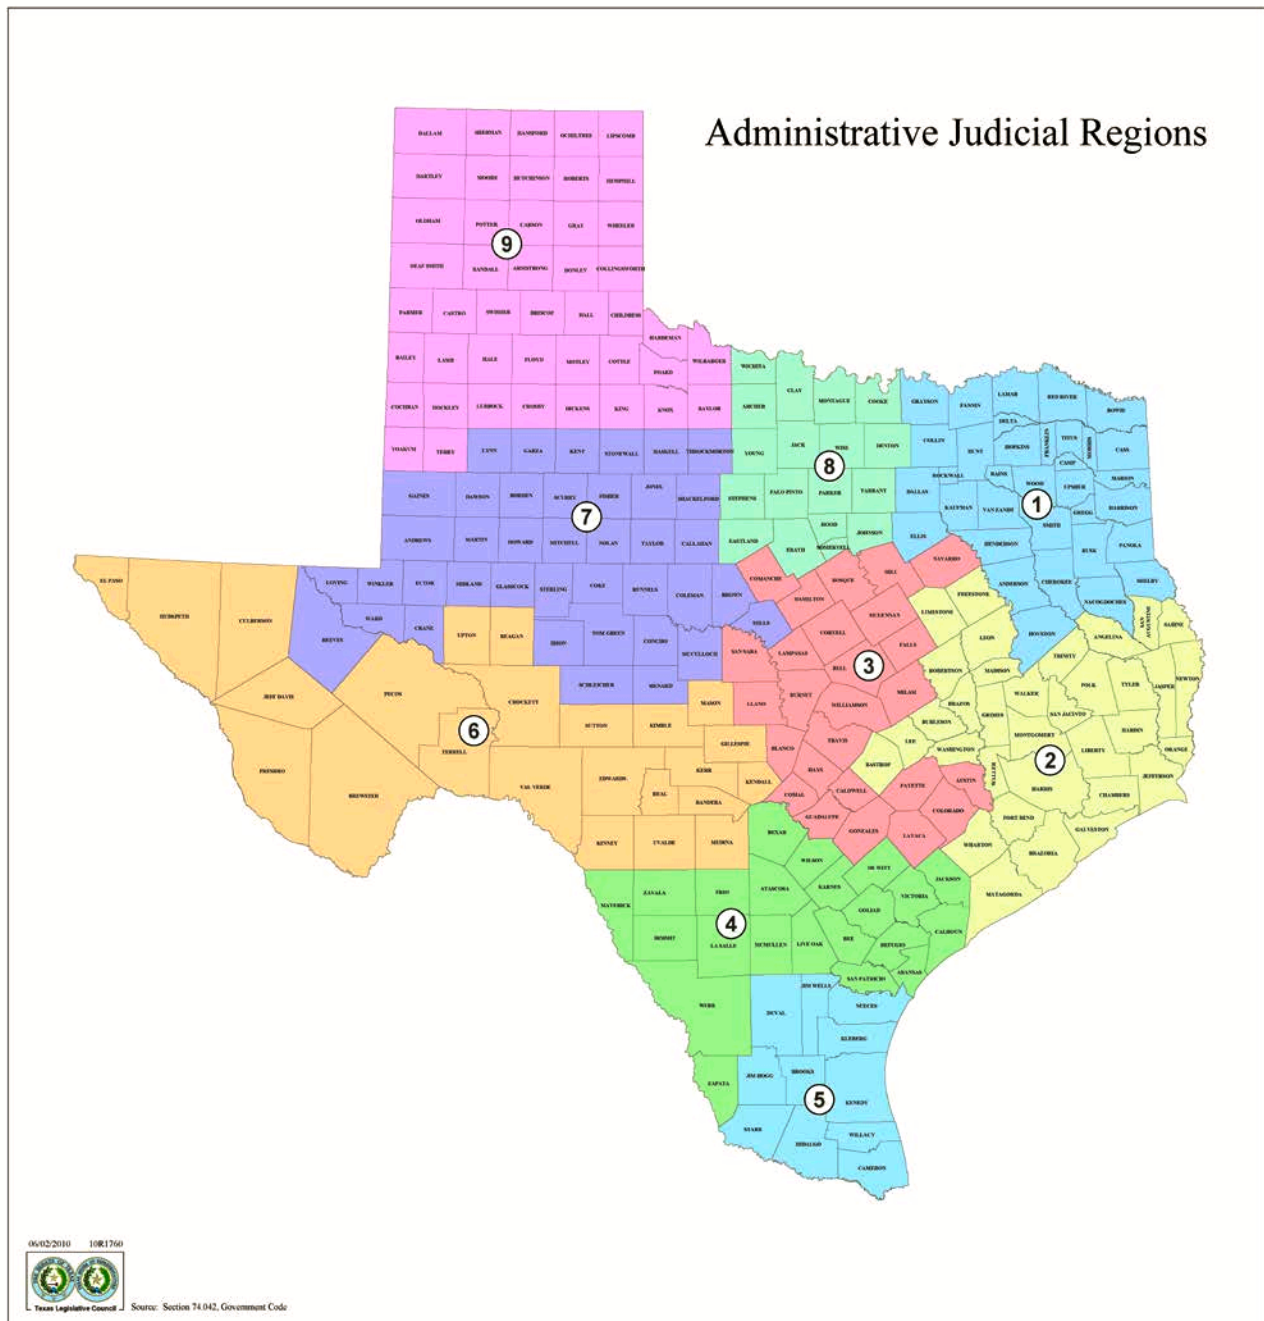 Administrative Judicial Regions
DALLAM SHERMAN HANSFORD OCHILTREE LIPSCOMB
HARTLEY MOORE HUTCHINSON ROBERTS HEMPHILL
OLDHAM POTTER CARSON GRAY WHEELER
9
DEAF SMITH RANDALL ARMSTRONG DONLEY COLLINGSWORTH
PARMER CASTRO SWISHER BRISCOE HALL CHILDRESS
HARDEMAN
BAILEY LAMB HALE FLOYD MOTLEY COTTLE FOARD WILBARGER
WICHITA CLAY MONTAGUE COOKE GRAYSON FANNIN LAMAR RED RIVER BOWIE
COCHRAN HOCKLEY LUBBOCK CROSBY DICKENS KING KNOX BAYLOR ARCHER
DELTA
YOAKUM TERRY LYNN GARZA KENT STONEWALL HASKELL THROCKMORTON YOUNG JACK WISE DENTON COLLIN HUNT HOPKINS FRANKLIN TITUS MORRIS CASS
8
ROCKWALL RAINS WOOD CAMP UPSHUR MARION
GAINES DAWSON BORDEN SCURRY FISHER JONES SHACKELFORD STEPHENS PALO PINTO PARKER TARRANT DALLAS KAUFMAN VAN ZANDT GREGG HARRISON
7
1
SMITH
ANDREWS MARTIN HOWARD MITCHELL NOLAN TAYLOR CALLAHAN EASTLAND ERATH HOOD SOMERVELL JOHNSON ELLIS HENDERSON RUSK PANOLA
EL PASO HUDSPETH CULBERSON LOVING WINKLER ECTOR MIDLAND GLASSCOCK STERLING COKE RUNNELS COLEMAN BROWN COMANCHE BOSQUE HILL NAVARRO ANDERSON CHEROKEE SHELBY
HAMILTON FREESTONE NACOGDOCHES
REEVES WARD CRANE UPTON REAGAN IRION TOM GREEN CONCHO MCCULLOCH MILLS CORYELL MCLENNAN LIMESTONE HOUSTON SAN AUGUSTINE SABINE
SAN SABA LAMPASAS BELL FALLS LEON ANGELINA TRINITY
3
JEFF DAVIS PECOS CROCKETT SCHLEICHER MENARD MASON LLANO BURNET WILLIAMSON MILAM ROBERTSON MADISON WALKER POLK TYLER JASPER NEWTON
6
TERRELL SUTTON KIMBLE GILLESPIE BLANCO TRAVIS LEE BURLESON BRAZOS GRIMES SAN JACINTO MONTGOMERY LIBERTY HARDIN ORANGE
2
PRESIDIO BREWSTER VAL VERDE EDWARDS REAL KERR BANDERA KENDALL HAYS COMAL CALDWELL BASTROP WASHINGTON FAYETTE AUSTIN WALLER HARRIS CHAMBERS JEFFERSON
GUADALUPE GONZALES LAVACA COLORADO FORT BEND GALVESTON
KINNEY UVALDE MEDINA BEXAR WILSON WHARTON BRAZORIA
MAVERICK ZAVALA FRIO ATASCOSA KARNES DE WITT VICTORIA JACKSON MATAGORDA
GOLIAD
4
DIMMIT LA SALLE MCMULLEN LIVE OAK BEE REFUGIO CALHOUN
SAN PATRICIO ARANSAS
WEBB DUVAL JIM WELLS NUECES
KLEBERG
ZAPATA JIM HOGG BROOKS KENEDY
5
STARR HIDALGO WILLACY
CAMERON
06/02/2010 10R1760
Texas Legislative Council
Source: Section 74.042, Government Code